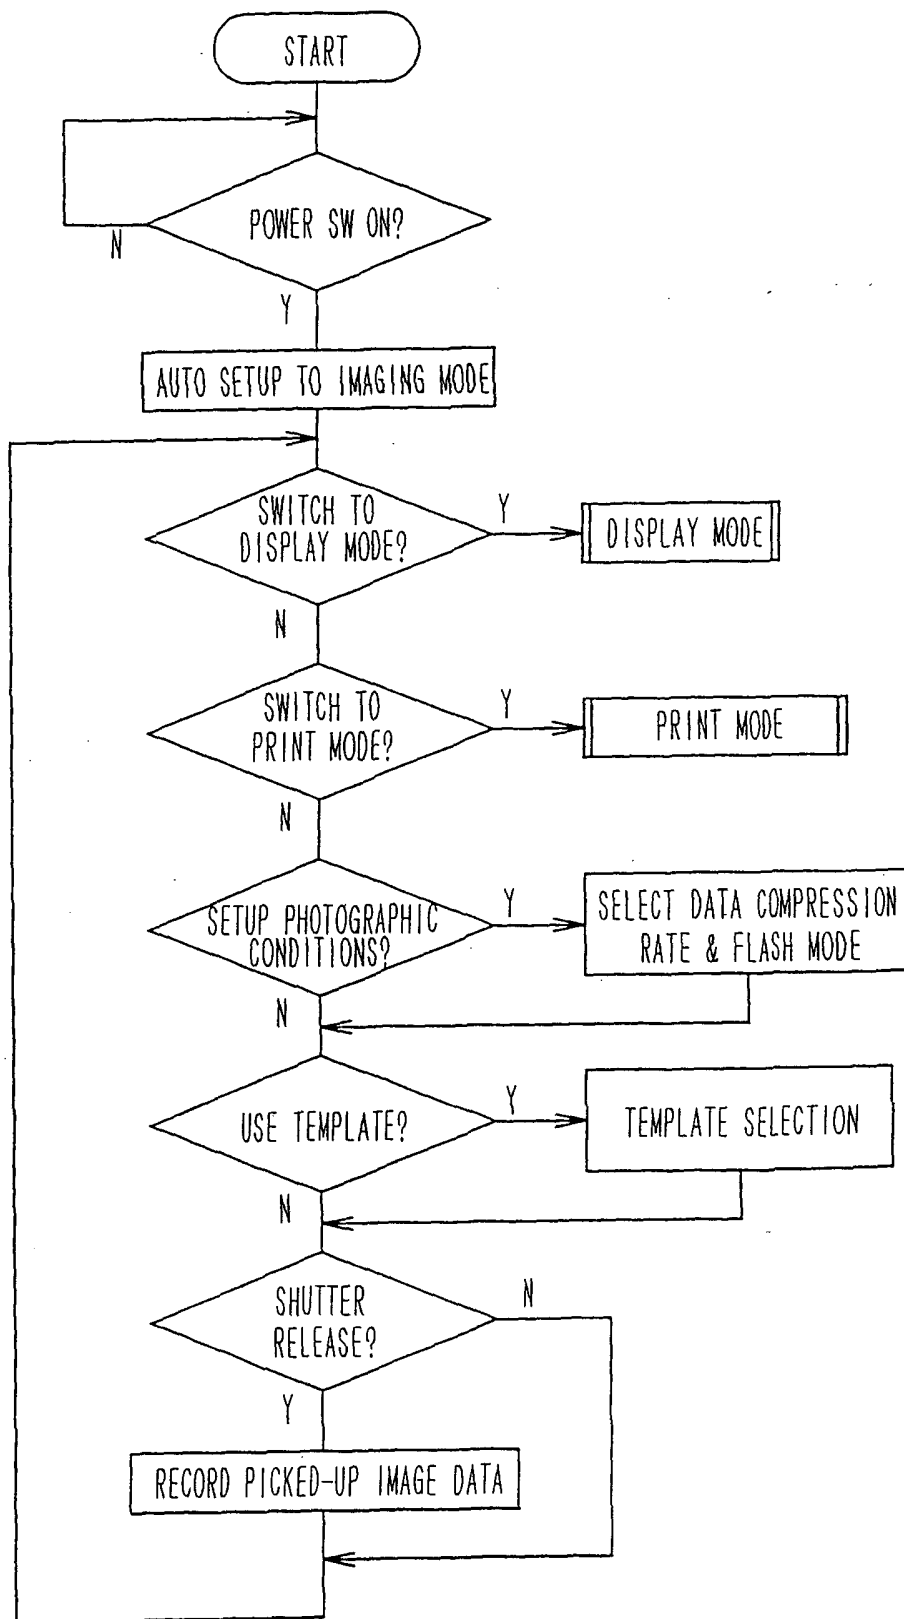 START
POWER SW ON?
N
Y
AUTO SETUP TO IMAGING MODE
SWITCH TO
DISPLAY MODE?
Y
DISPLAY MODE
N
SWITCH TO
PRINT MODE?
Y
PRINT MODE
N
SETUP PHOTOGRAPHIC
CONDITIONS?
Y
SELECT DATA COMPRESSION
RATE & FLASH MODE
N
USE TEMPLATE?
Y
TEMPLATE SELECTION
N
SHUTTER
RELEASE?
N
Y
RECORD PICKED-UP IMAGE DATA